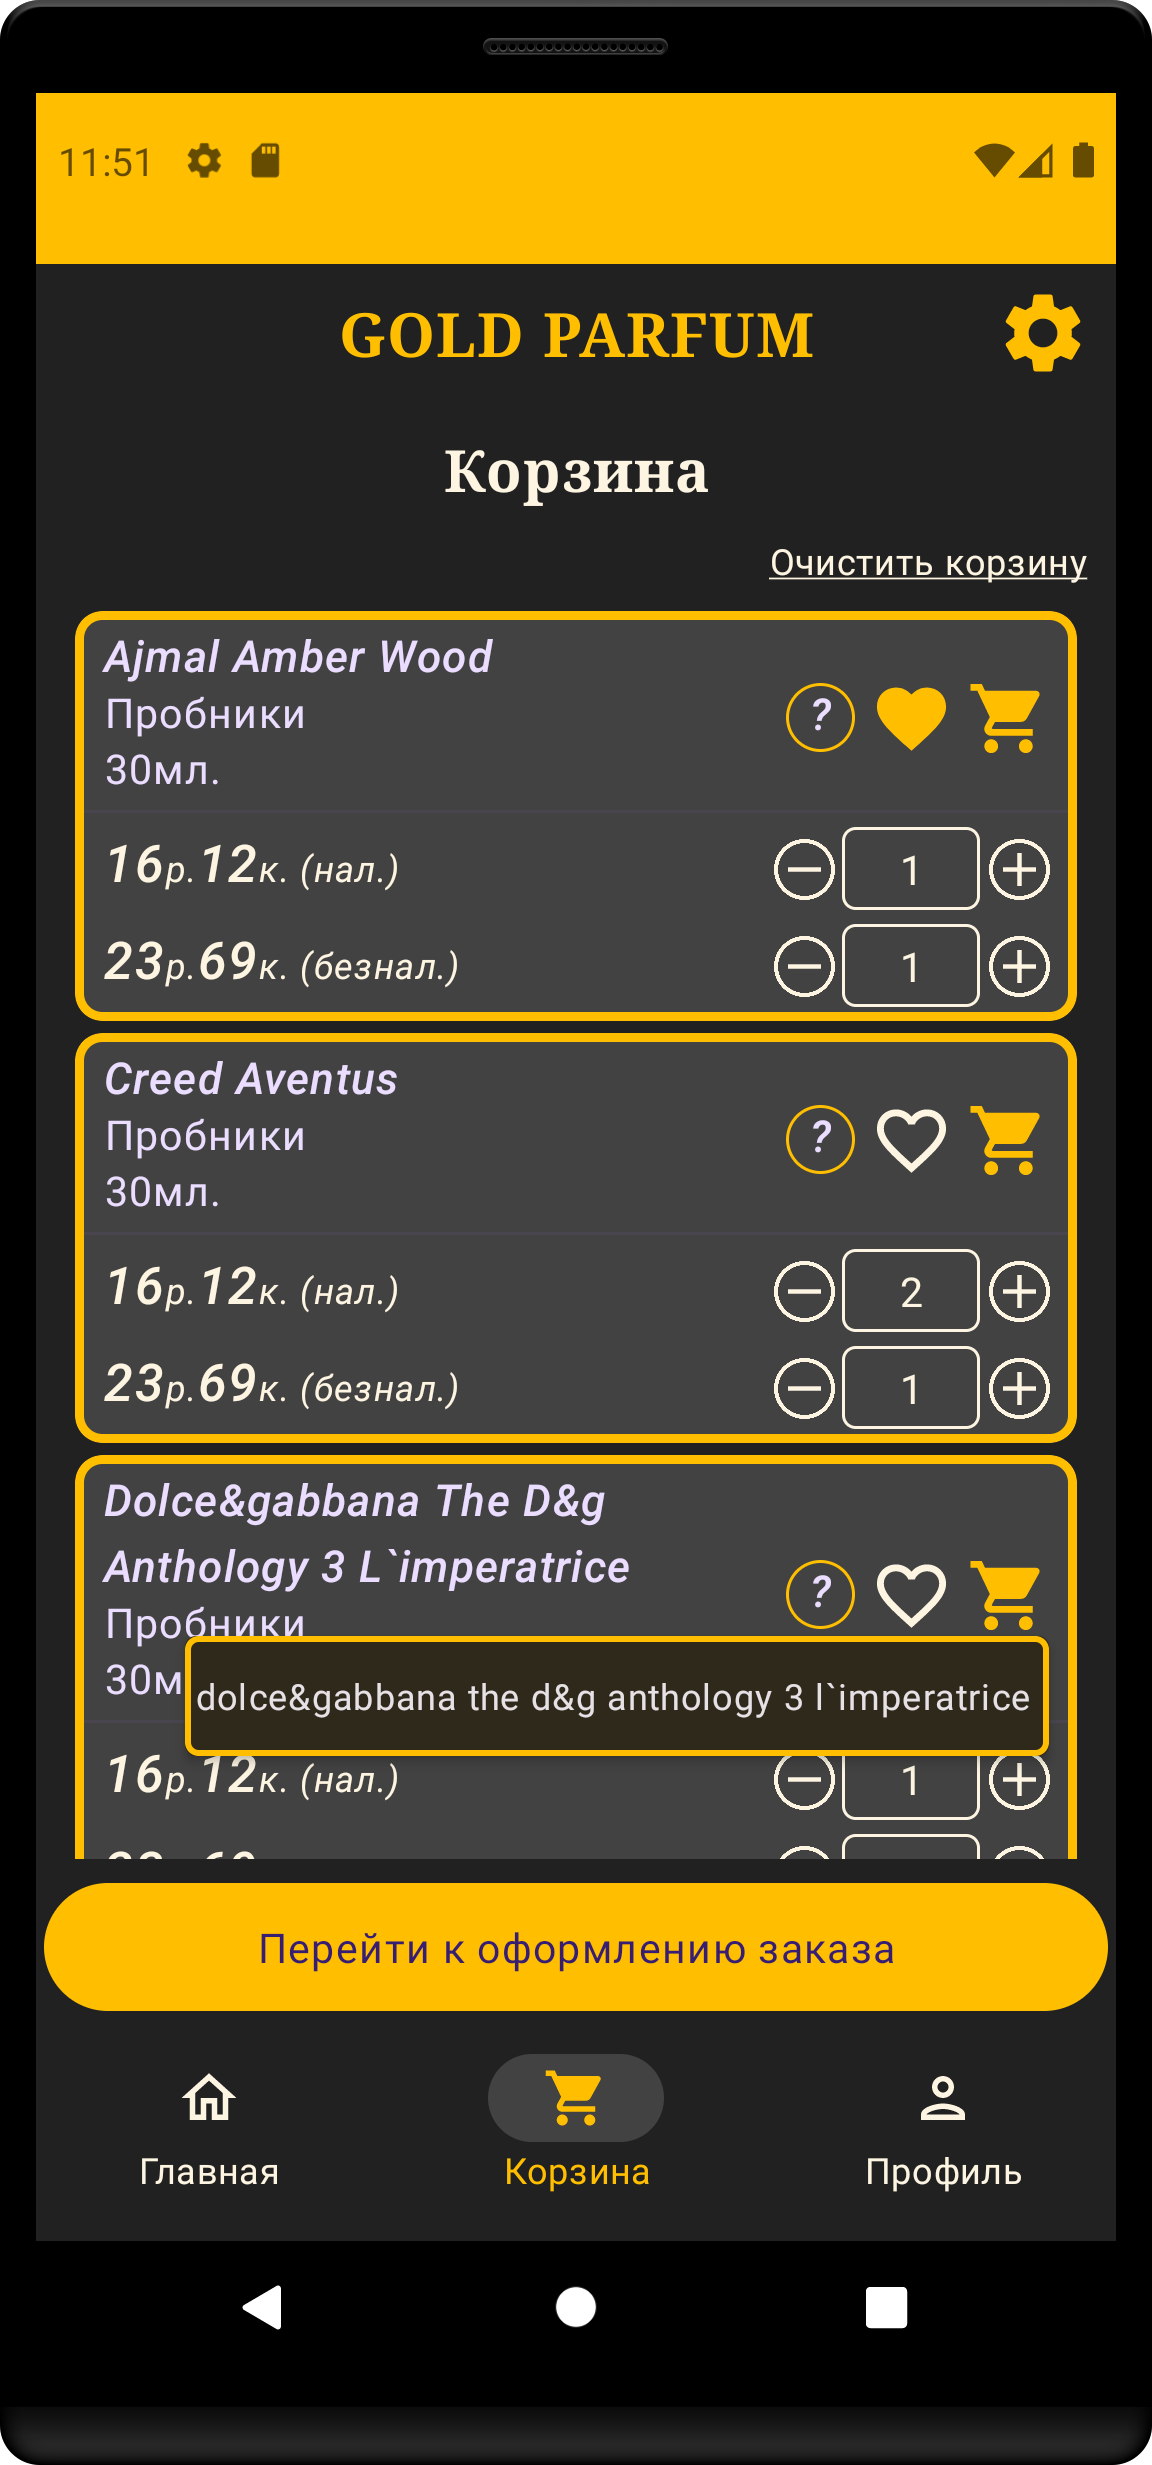 11:51
GOLD PARFUM
Корзина
Очистить корзину
Ajmal Amber Wood
Пробники
30мл.
?
16р.12к. (нал.)
1
23р.69к. (безнал.)
1
Creed Aventus
Пробники
30мл.
?
16р.12к. (нал.)
2
23р.69к. (безнал.)
1
Dolce&gabbana The D&g
Anthology 3 L`imperatrice
?
Пробники
30м
dolce&gabbana the d&g anthology 3 l`imperatrice
16р.12к. (нал.)
1
Перейти к оформлению заказа
Главная
Корзина
Профиль